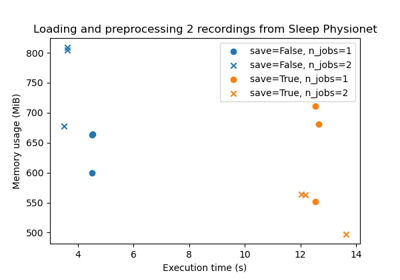 Loading and preprocessing 2 recordings from Sleep Physionet
save=False, n_jobs=1
save=False, n_jobs=2
save=True, n_jobs=1
save=True, n_jobs=2
800
750
700
650
600
550
500
Memory usage (MiB)
4 6 8 10 12 14
Execution time (s)